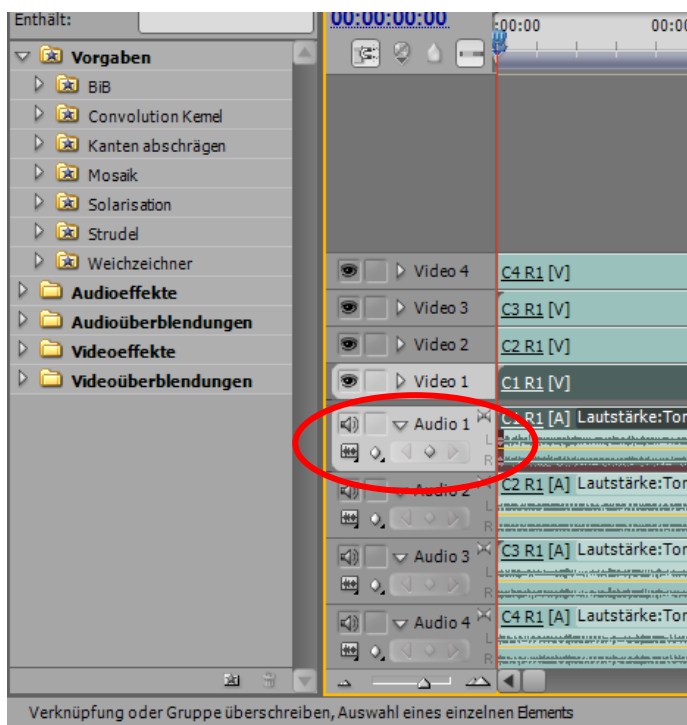 Enthält:
Vorgaben
BiB
Convolution Kernel
Kanten abschrägen
Mosaik
Solarisation
Strudel
Weichzeichner
Audioeffekte
Audioüberblendungen
Videoeffekte
Videoüberblendungen
00:00:00:00
:00:00
00:00
Video 4
C4 R1 [V]
Video 3
C3 R1 [V]
Video 2
C2 R1 [V]
Video 1
C1 R1 [V]
Audio 1
C1 R1 [A] Lautstärke:Ton
L
R
Audio 2
C2 R1 [A] Lautstärke:Ton
L
R
Audio 3
C3 R1 [A] Lautstärke:Ton
L
R
Audio 4
C4 R1 [A] Lautstärke:Ton
L
R
Verknüpfung oder Gruppe überschreiben, Auswahl eines einzelnen Elements